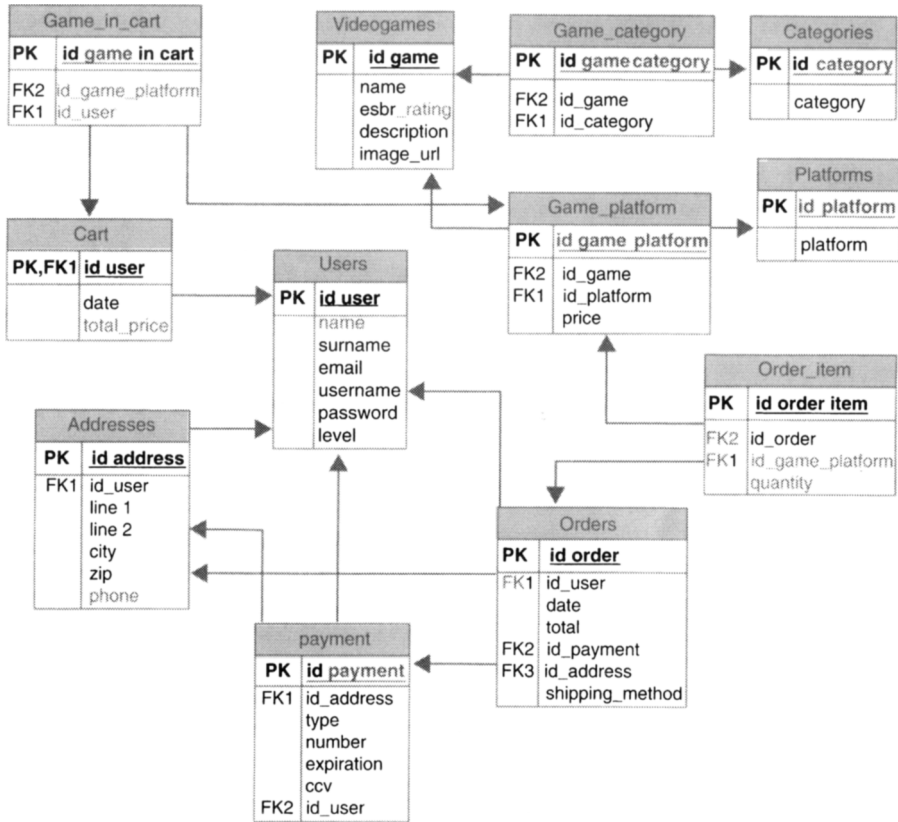 Game_in_cart
PK id game in cart
FK2 id_game_platform
FK1 id_user
Videogames
PK id game
name
esbr_rating
description
image_url
Game_category
PK id game category
FK2 id_game
FK1 id_category
Categories
PK id category
category
Platforms
PK id platform
platform
Game_platform
PK id game platform
FK2 id_game
FK1 id_platform
price
Cart
PK,FK1 id user
date
total_price
Users
PK id user
name
surname
email
username
password
level
Order_item
PK id order item
FK2 id_order
FK1 id_game_platform
quantity
Addresses
PK id address
FK1 id_user
line 1
line 2
city
zip
phone
Orders
PK id order
FK1 id_user
date
total
FK2 id_payment
FK3 id_address
shipping_method
payment
PK id payment
FK1 id_address
type
number
expiration
ccv
FK2 id_user